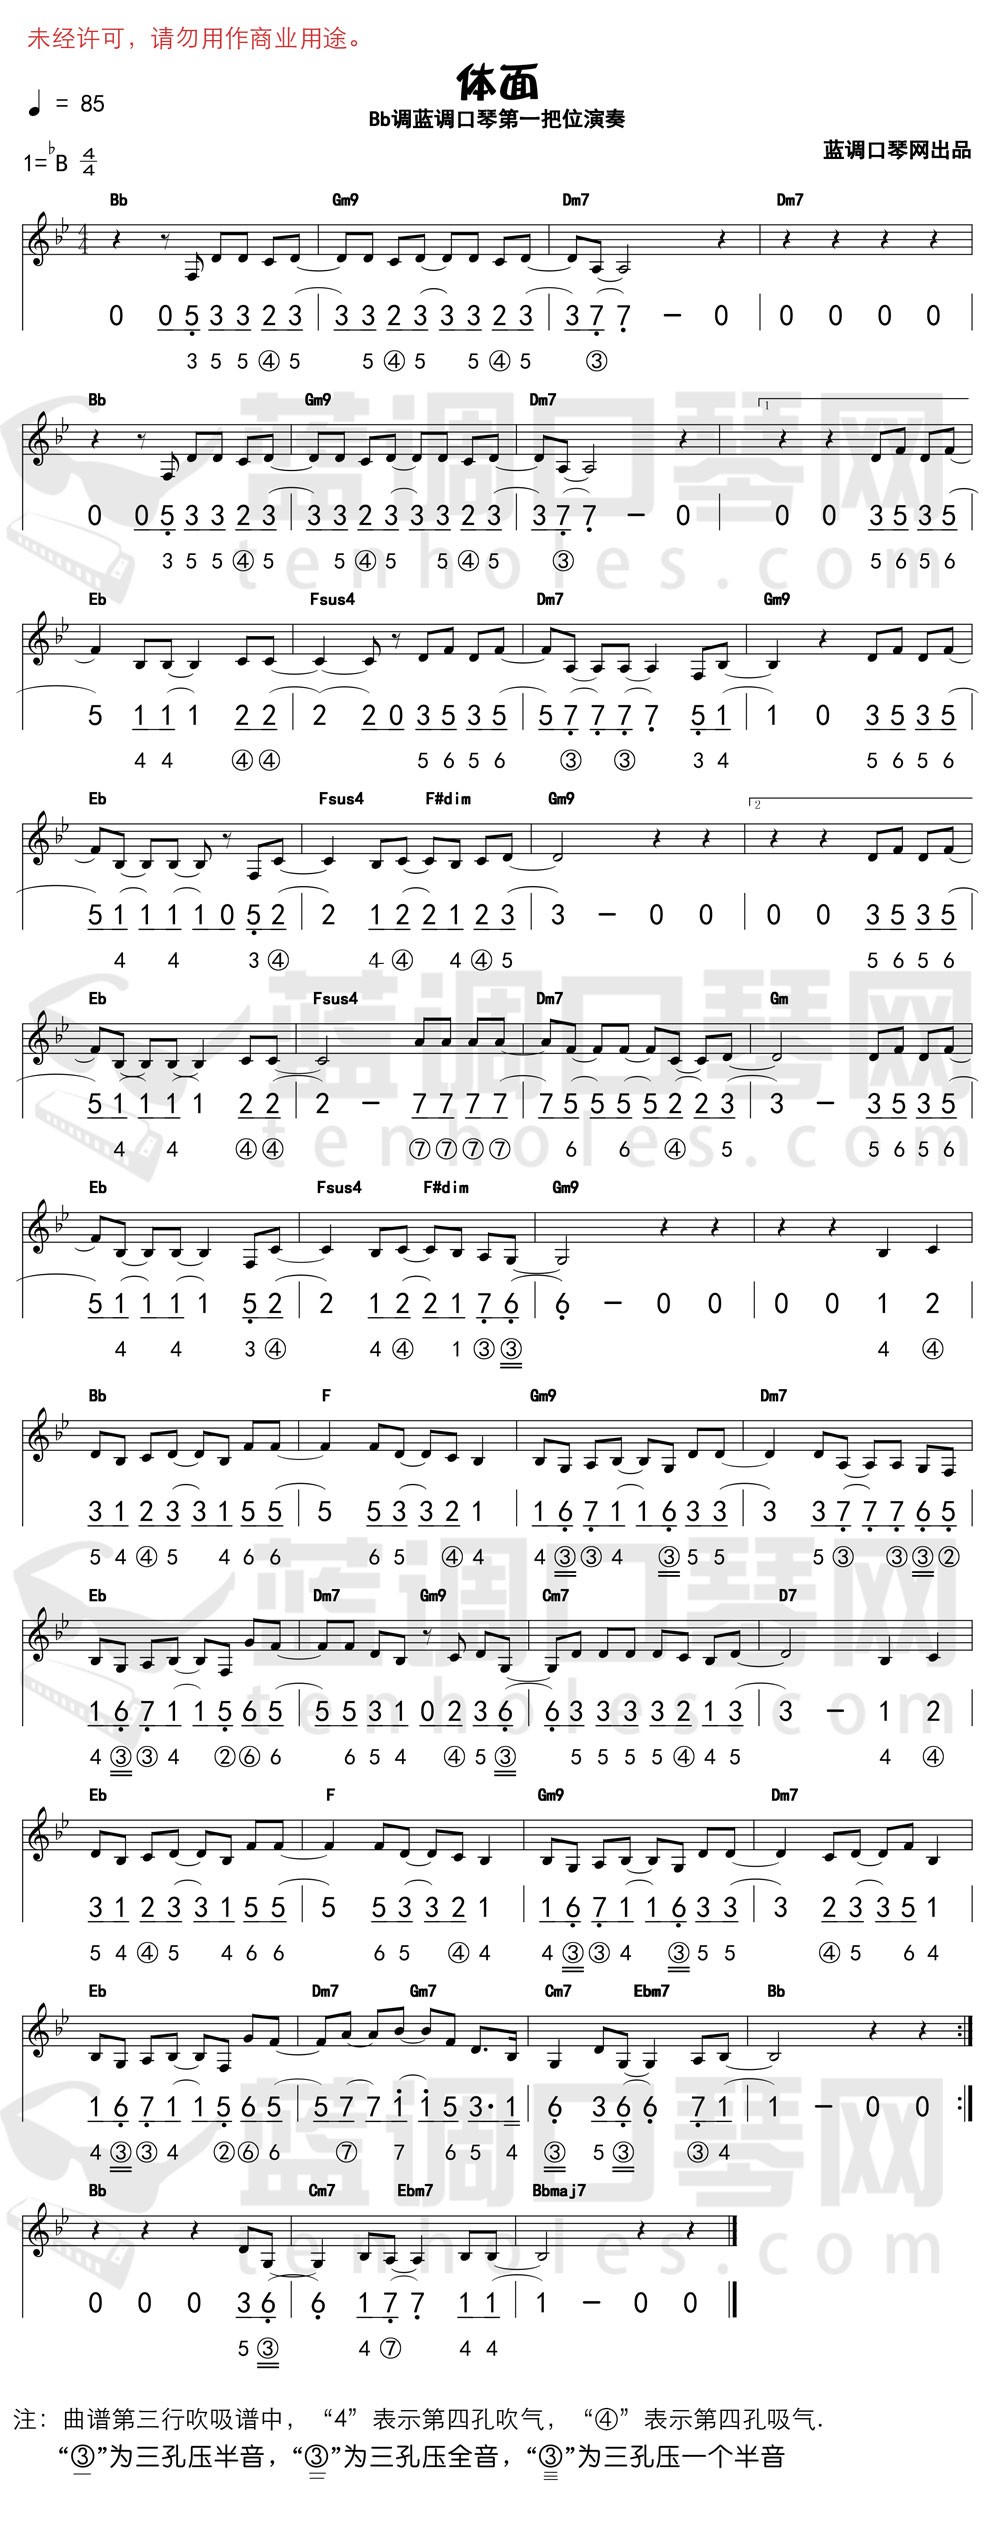 未经许可，请勿用作商业用途。
体面
♩ = 85
Bb调蓝调口琴第一把位演奏
1=♭B 4/4
蓝调口琴网出品
Bb Gm9 Dm7 Dm7
0 0 5 3 3 2 3 | 3 3 2 3 3 3 2 3 | 3 7 7 － 0 | 0 0 0 0 |
3 5 5 ④ 5 5 ④ 5 5 ④ 5 ③
Bb Gm9 Dm7 1
0 0 5 3 3 2 3 | 3 3 2 3 3 3 2 3 | 3 7 7 － 0 | 0 0 3 5 3 5 |
3 5 5 ④ 5 5 ④ 5 5 ④ 5 ③ 5 6 5 6
Eb Fsus4 Dm7 Gm9
5 1 1 1 2 2 | 2 2 0 3 5 3 5 | 5 7 7 7 7 5 1 | 1 0 3 5 3 5 |
4 4 ④ ④ 5 6 5 6 ③ ③ 3 4 5 6 5 6
Eb Fsus4 F#dim Gm9 2
5 1 1 1 1 0 5 2 | 2 1 2 2 1 2 3 | 3 － 0 0 | 0 0 3 5 3 5 |
4 4 3 ④ 4 ④ 4 ④ 5 5 6 5 6
Eb Fsus4 Dm7 Gm
5 1 1 1 1 2 2 | 2 － 7 7 7 7 | 7 5 5 5 5 2 2 3 | 3 － 3 5 3 5 |
4 4 ④ ④ ⑦ ⑦ ⑦ ⑦ 6 6 ④ 5 5 6 5 6
Eb Fsus4 F#dim Gm9
5 1 1 1 1 5 2 | 2 1 2 2 1 7 6 | 6 － 0 0 | 0 0 1 2
4 4 3 ④ 4 ④ 1 ③ ③ 4 ④
Bb F Gm9 Dm7
3 1 2 3 3 1 5 5 | 5 5 3 3 2 1 | 1 6 7 1 1 6 3 3 | 3 3 7 7 7 6 5 |
5 4 ④ 5 4 6 6 6 5 ④ 4 4 ③ ③ 4 ③ 5 5 5 ③ ③ ③ ②
Eb Dm7 Gm9 Cm7 D7
1 6 7 1 1 5 6 5 | 5 5 3 1 0 2 3 6 | 6 3 3 3 3 2 1 3 | 3 － 1 2 |
4 ③ ③ 4 ② ⑥ 6 6 5 4 ④ 5 ③ 5 5 5 5 ④ 4 5 4 ④
Eb F Gm9 Dm7
3 1 2 3 3 1 5 5 | 5 5 3 3 2 1 | 1 6 7 1 1 6 3 3 | 3 2 3 3 5 1 |
5 4 ④ 5 4 6 6 6 5 ④ 4 4 ③ ③ 4 ③ 5 5 ④ 5 6 4
Eb Dm7 Gm7 Cm7 Ebm7 Bb
1 6 7 1 1 5 6 5 | 5 7 7 1 1 5 3· 1 | 6 3 6 6 7 1 | 1 － 0 0 :|
4 ③ ③ 4 ② ⑥ 6 ⑦ 7 6 5 4 ③ 5 ③ ③ 4
Bb Cm7 Ebm7 Bbmaj7
0 0 0 3 6 | 6 1 7 7 1 1 | 1 － 0 0 ||
5 ③ 4 ⑦ 4 4
注：曲谱第三行吹吸谱中，“4”表示第四孔吹气，“④”表示第四孔吸气.
“③”为三孔压半音，“③”为三孔压全音，“③”为三孔压一个半音
蓝调口琴网
tenholes.com